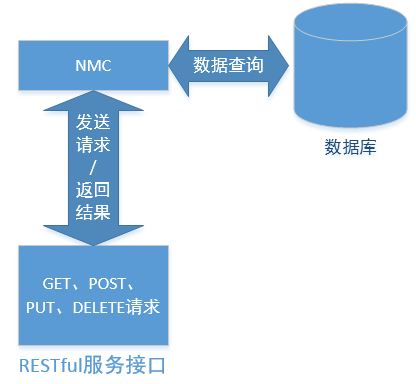 NMC
数据查询
数据库
发送
请求
/
返回
结果
GET、POST、
PUT、DELETE请求
RESTful服务接口